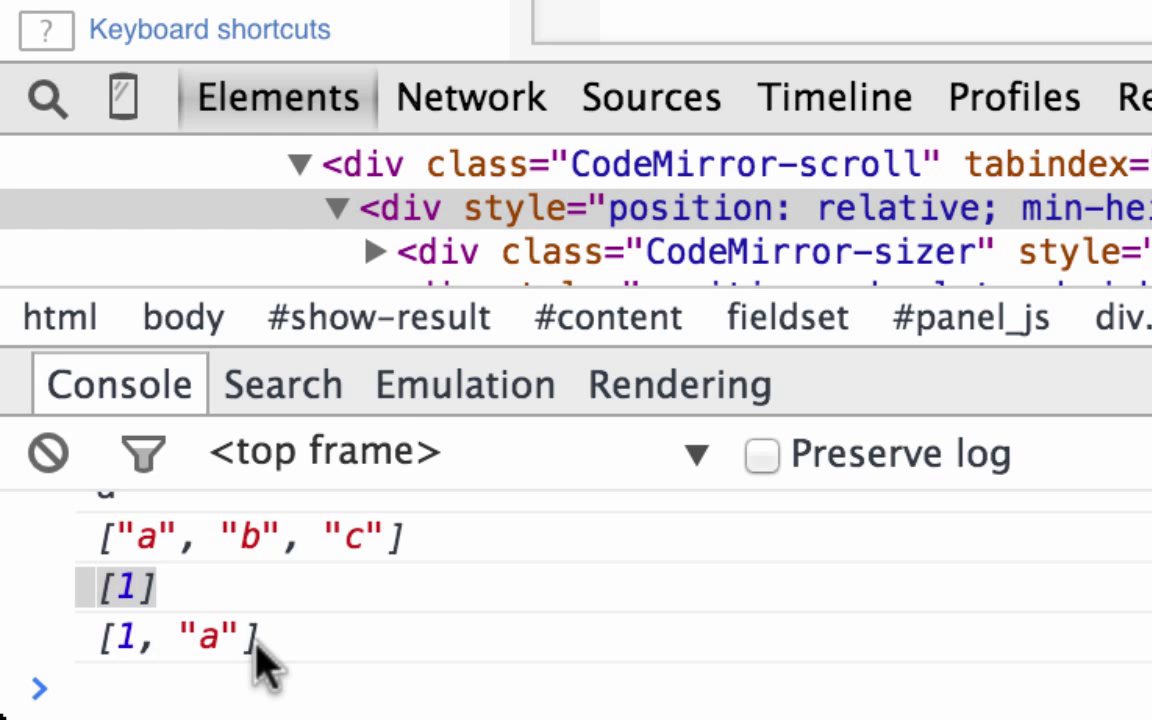 ? Keyboard shortcuts
Elements Network Sources Timeline Profiles
<div class="CodeMirror-scroll" tabindex="
<div style="position: relative; min-hei
<div class="CodeMirror-sizer" style="
html body #show-result #content fieldset #panel_js div.
Console Search Emulation Rendering
<top frame> ▼ Preserve log
["a", "b", "c"]
[1]
[1, "a"]
>